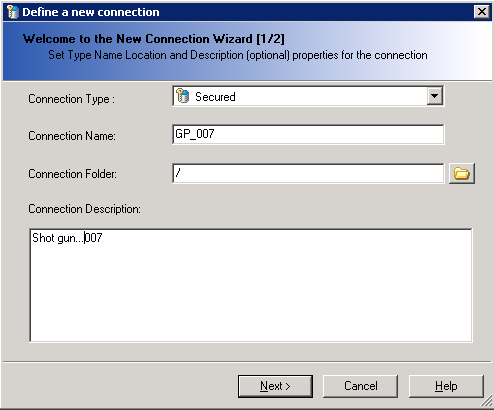 Define a new connection
Welcome to the New Connection Wizard [1/2]
Set Type Name Location and Description (optional) properties for the connection
Connection Type :
Secured
Connection Name:
GP_007
Connection Folder:
/
Connection Description:
Shot gun...007
Next >
Cancel
Help